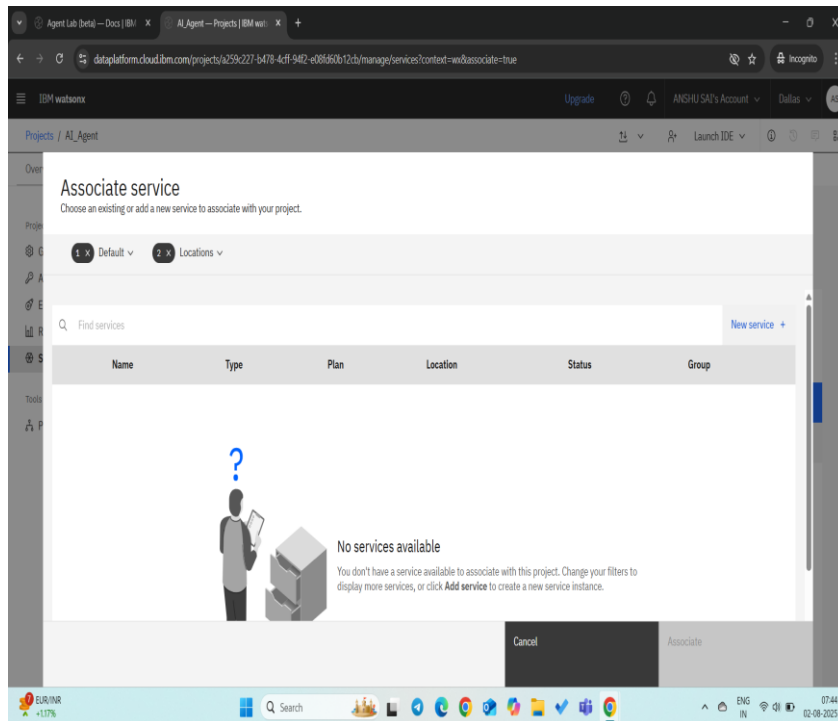 Agent Lab (beta) — Docs | IBM
AI_Agent — Projects | IBM wat
dataplatform.cloud.ibm.com/projects/a259c227-b478-4cff-94f2-e08fd60b12cb/manage/services?context=wx&associate=true
Incognito
IBM watsonx
Upgrade
ANSHU SAI's Account
Dallas
AS
Projects / AI_Agent
Launch IDE
Over
Associate service
Choose an existing or add a new service to associate with your project.
Proje
1 X Default
2 X Locations
G
A
E
R
S
Tools
P
Find services
New service +
Name Type Plan Location Status Group
?
No services available
You don't have a service available to associate with this project. Change your filters to
display more services, or click Add service to create a new service instance.
Cancel
Associate
7
EUR/INR
+1.17%
Search
ENG
IN
07:44
02-08-2025